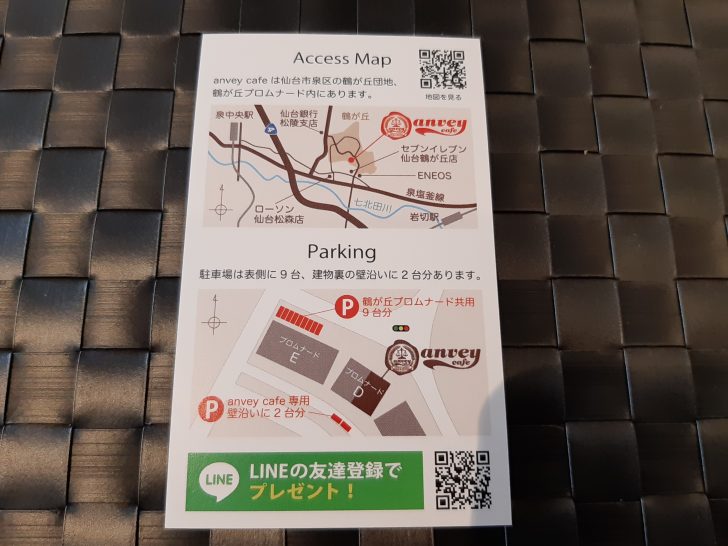 Access Map
anvey cafe は仙台市泉区の鶴が丘団地、
鶴が丘プロムナード内にあります。
地図を見る
泉中央駅
仙台銀行
松陵支店
鶴が丘
anvey
cafe
セブンイレブン
仙台鶴が丘店
ENEOS
泉塩釜線
七北田川
ローソン
仙台松森店
岩切駅
Parking
駐車場は表側に9台、建物裏の壁沿いに2台分あります。
P
鶴が丘プロムナード共用
9台分
プロムナード
E
プロムナード
D
anvey
cafe
P
anvey cafe 専用
壁沿いに2台分
LINE
LINEの友達登録で
プレゼント！